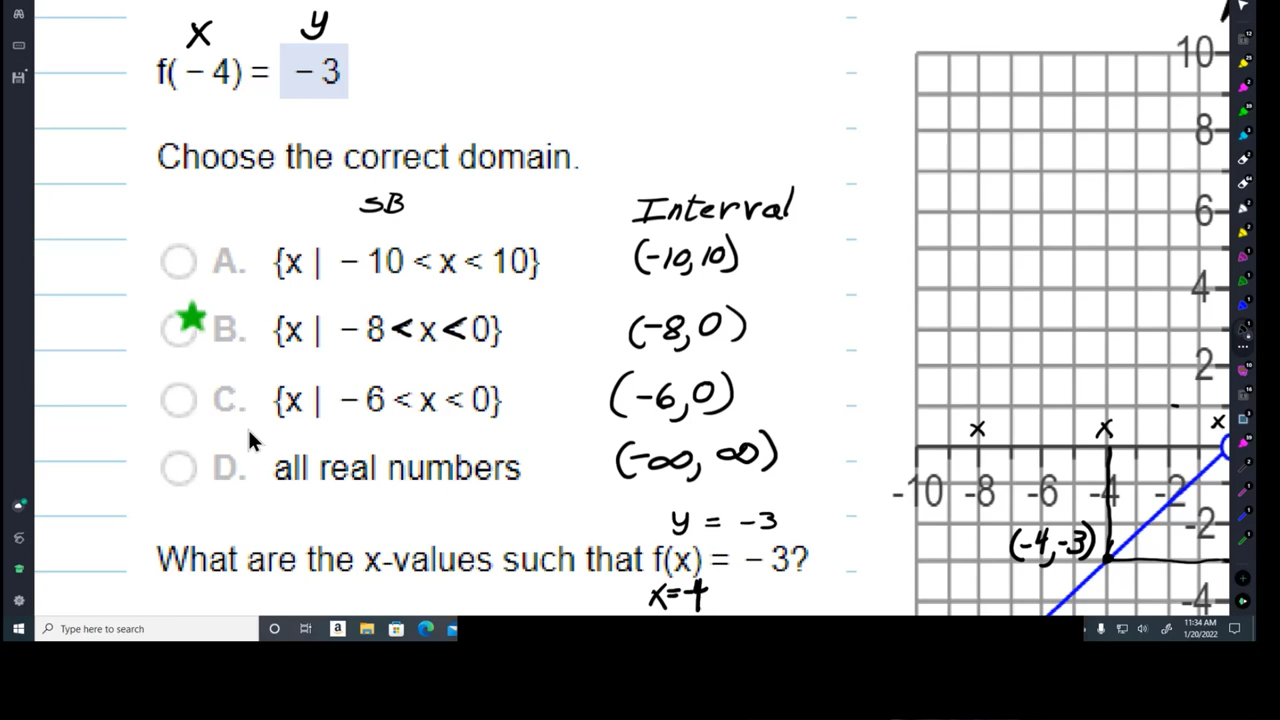 x y
f( − 4) = − 3
Choose the correct domain.
SB Interval
A. {x | − 10 < x < 10} (-10,10)
B. {x | − 8 < x < 0} (-8,0)
C. {x | − 6 < x < 0} (-6,0)
D. all real numbers (-∞, ∞)
y = -3
What are the x-values such that f(x) = − 3?
10
8
6
4
2
x x x
-10 -8 -6 -4 -2
-2
(-4,-3)
-4
Type here to search
11:34 AM
1/20/2022